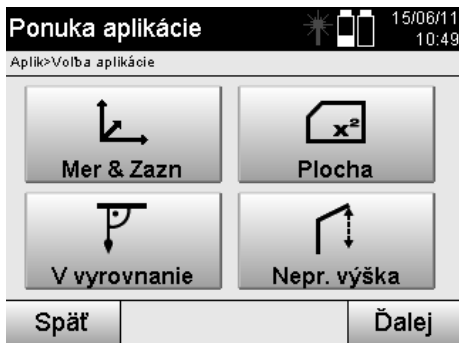 Ponuka aplikácie
15/06/11
10:49
Aplik>Voľba aplikácie
Mer & Zazn
x²
Plocha
V vyrovnanie
Nepr. výška
Späť
Ďalej